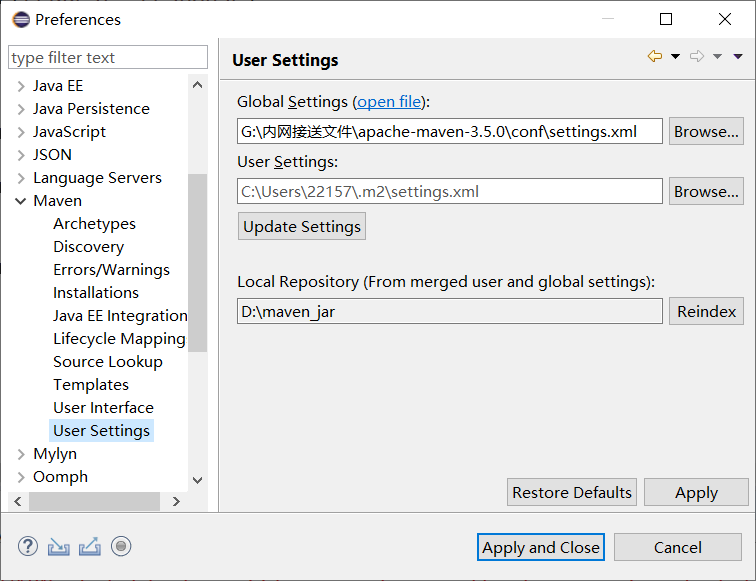 Preferences
type filter text
Java EE
Java Persistence
JavaScript
JSON
Language Servers
Maven
Archetypes
Discovery
Errors/Warnings
Installations
Java EE Integration
Lifecycle Mapping
Source Lookup
Templates
User Interface
User Settings
Mylyn
Oomph
User Settings
Global Settings (open file):
G:\内网接送文件\apache-maven-3.5.0\conf\settings.xml
Browse...
User Settings:
C:\Users\22157\.m2\settings.xml
Browse...
Update Settings
Local Repository (From merged user and global settings):
D:\maven_jar
Reindex
Restore Defaults
Apply
Apply and Close
Cancel